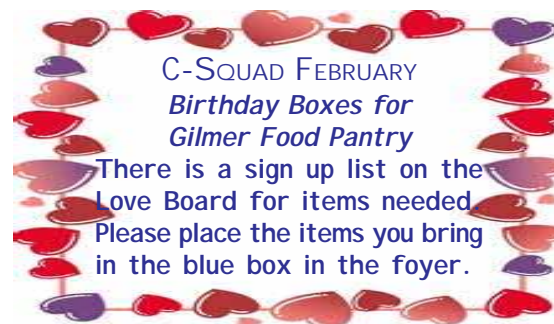 C-SQUAD FEBRUARY
Birthday Boxes for
Gilmer Food Pantry
There is a sign up list on the
Love Board for items needed.
Please place the items you bring
in the blue box in the foyer.